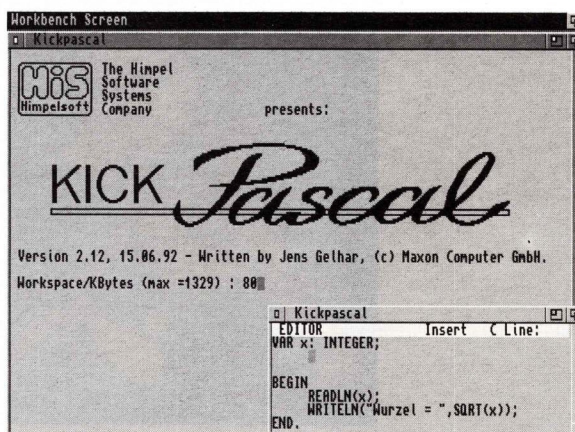 Workbench Screen
Kickpascal
HiS
Himpelsoft
The Himpel
Software
Systems
Company
presents:
KICK Pascal
Version 2.12, 15.06.92 - Written by Jens Gelhar, (c) Maxon Computer GmbH.
Workspace/KBytes (max =1329) : 80
Kickpascal
EDITOR Insert C Line:
VAR x: INTEGER;
BEGIN
READLN(x);
WRITELN("Wurzel = ",SQRT(x));
END.